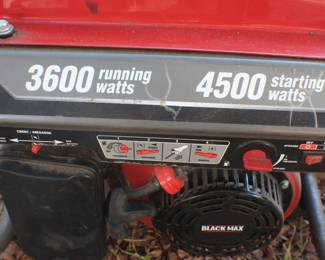 3600 running
watts
4500 starting
watts
BLACK MAX